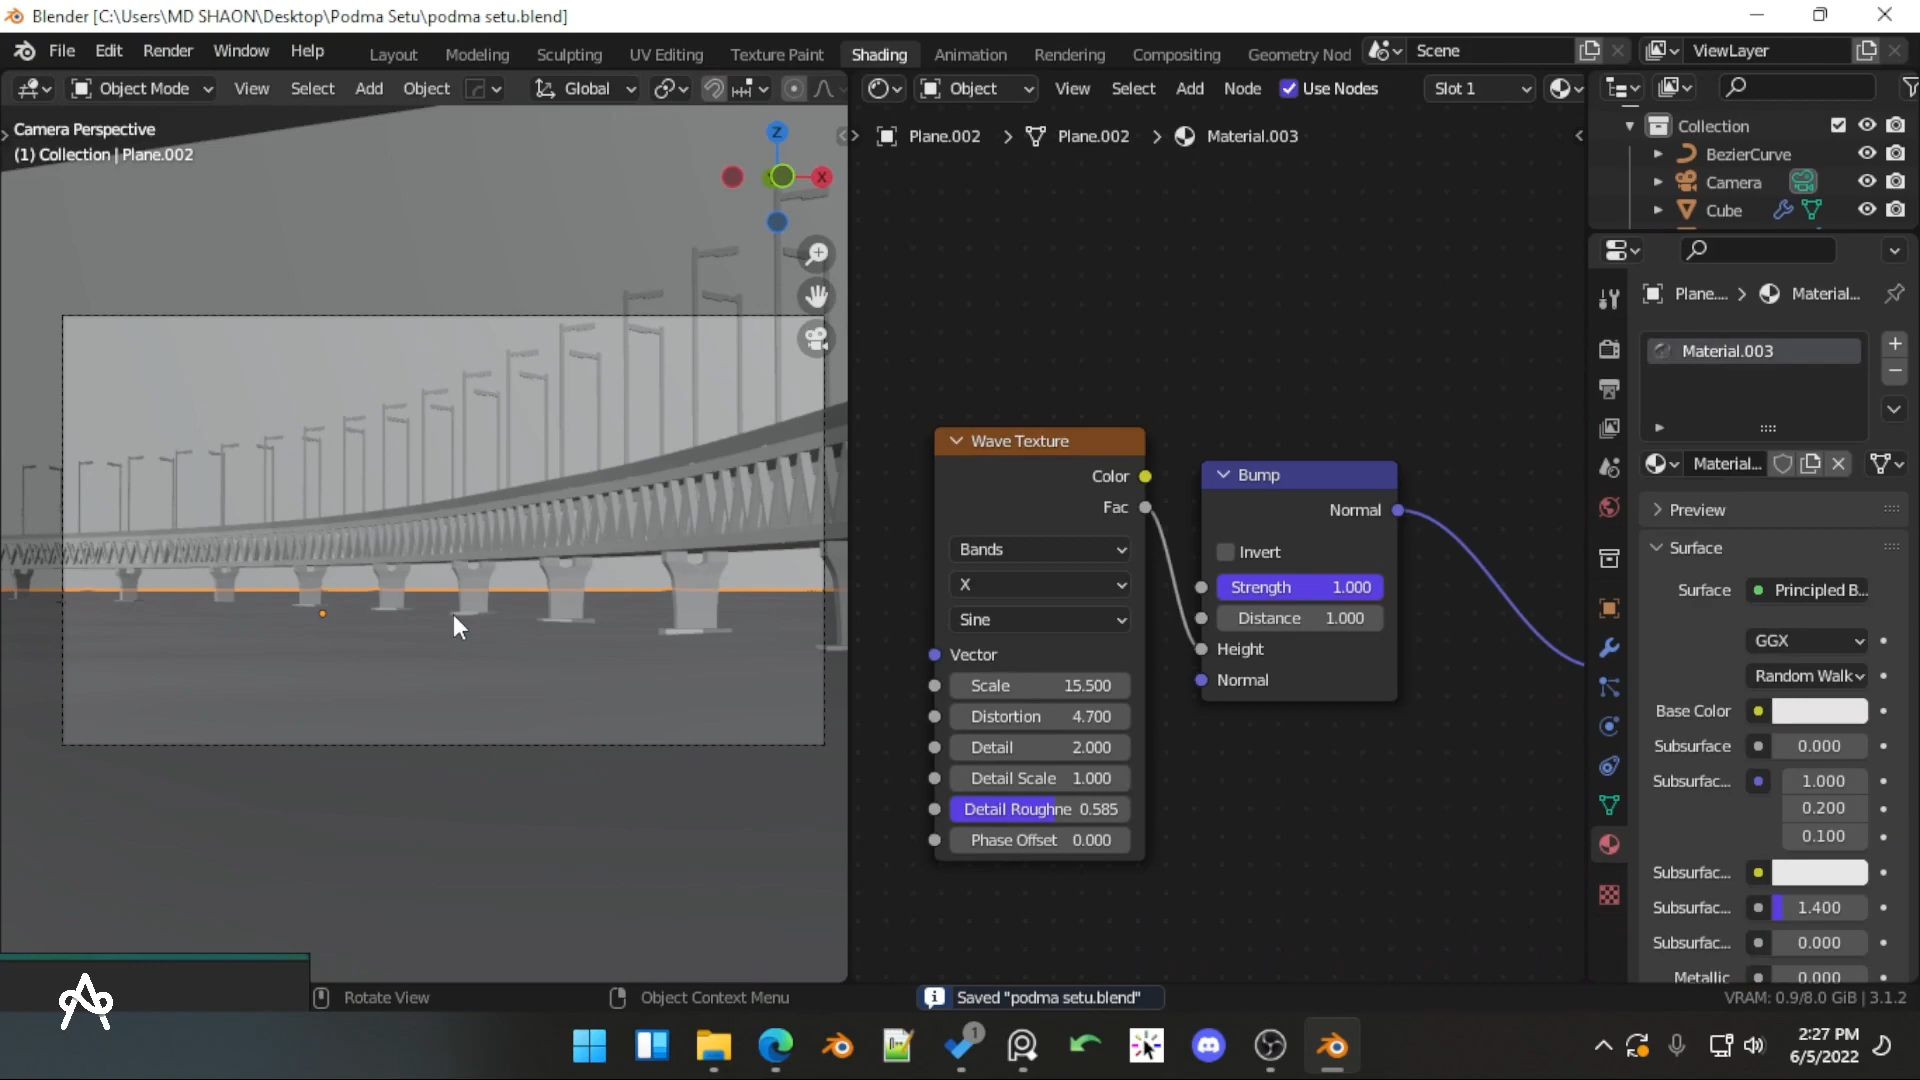 Blender [C:\Users\MD SHAON\Desktop\Podma Setu\podma setu.blend]
File Edit Render Window Help Layout Modeling Sculpting UV Editing Texture Paint Shading Animation Rendering Compositing Geometry Nod Scene ViewLayer
Object Mode View Select Add Object Global Object View Select Add Node Use Nodes Slot 1
Camera Perspective
(1) Collection | Plane.002
Z
X
Plane.002 > Plane.002 > Material.003
Collection
BezierCurve
Camera
Cube
Plane.... > Material...
Material.003
Material...
Preview
Surface
Surface Principled B...
GGX
Random Walk
Base Color
Subsurface 0.000
Subsurfac... 1.000
0.200
0.100
Subsurfac...
Subsurfac... 1.400
Subsurfac... 0.000
Metallic 0.000
Wave Texture
Color
Fac
Bands
X
Sine
Vector
Scale 15.500
Distortion 4.700
Detail 2.000
Detail Scale 1.000
Detail Roughne 0.585
Phase Offset 0.000
Bump
Normal
Invert
Strength 1.000
Distance 1.000
Height
Normal
Rotate View Object Context Menu Saved "podma setu.blend" VRAM: 0.9/8.0 GiB | 3.1.2
1
2:27 PM
6/5/2022